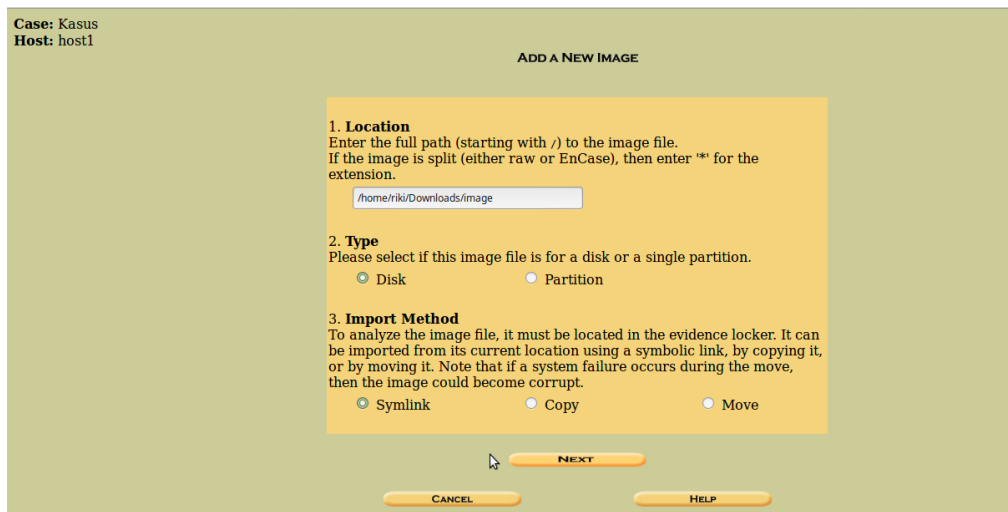 Case: Kasus
Host: host1
ADD A NEW IMAGE
1. Location
Enter the full path (starting with /) to the image file.
If the image is split (either raw or EnCase), then enter '*' for the
extension.
/home/riki/Downloads/image
2. Type
Please select if this image file is for a disk or a single partition.
Disk Partition
3. Import Method
To analyze the image file, it must be located in the evidence locker. It can
be imported from its current location using a symbolic link, by copying it,
or by moving it. Note that if a system failure occurs during the move,
then the image could become corrupt.
Symlink Copy Move
NEXT
CANCEL HELP